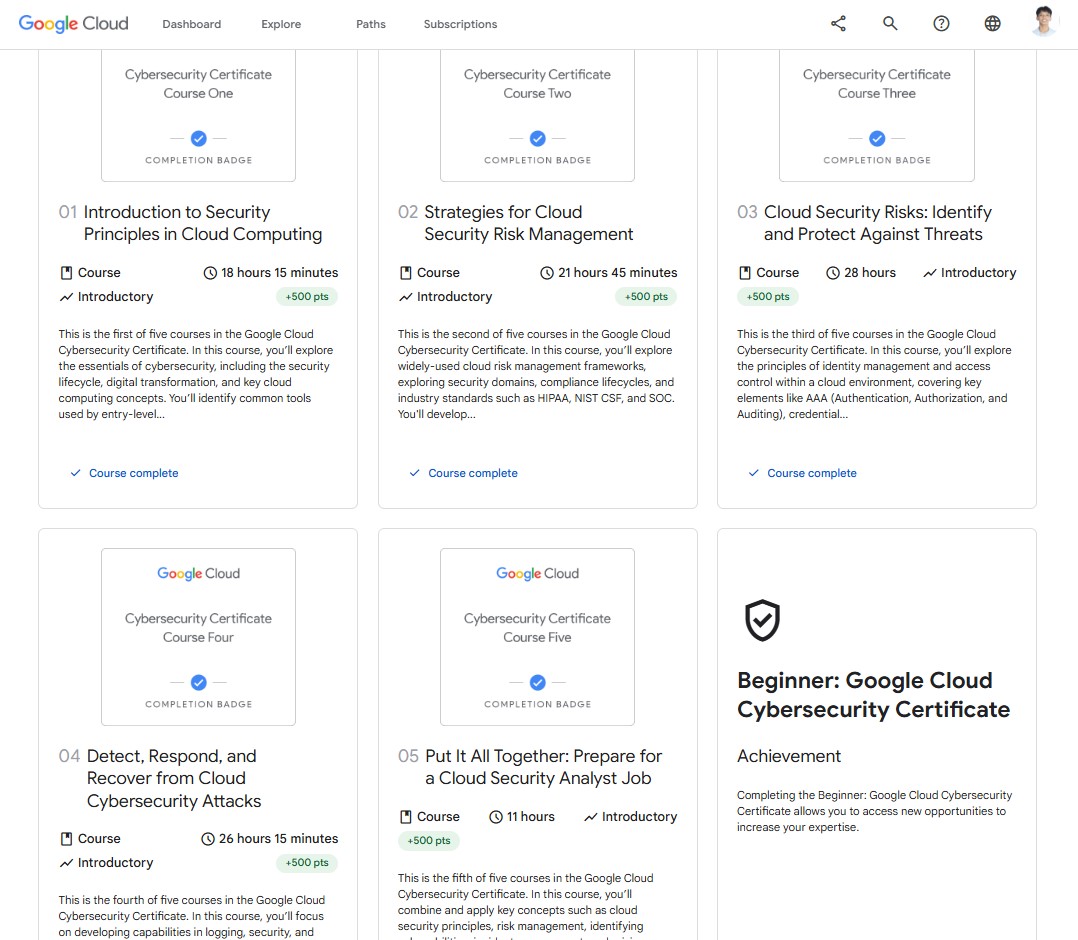 Google Cloud
Dashboard
Explore
Paths
Subscriptions
Cybersecurity Certificate
Course One
COMPLETION BADGE
01 Introduction to Security
Principles in Cloud Computing
Course
18 hours 15 minutes
Introductory
+500 pts
This is the first of five courses in the Google Cloud
Cybersecurity Certificate. In this course, you’ll explore
the essentials of cybersecurity, including the security
lifecycle, digital transformation, and key cloud
computing concepts. You’ll identify common tools
used by entry-level...
Course complete
Cybersecurity Certificate
Course Two
COMPLETION BADGE
02 Strategies for Cloud
Security Risk Management
Course
21 hours 45 minutes
Introductory
+500 pts
This is the second of five courses in the Google Cloud
Cybersecurity Certificate. In this course, you’ll explore
widely-used cloud risk management frameworks,
exploring security domains, compliance lifecycles, and
industry standards such as HIPAA, NIST CSF, and SOC.
You'll develop...
Course complete
Cybersecurity Certificate
Course Three
COMPLETION BADGE
03 Cloud Security Risks: Identify
and Protect Against Threats
Course
28 hours
Introductory
+500 pts
This is the third of five courses in the Google Cloud
Cybersecurity Certificate. In this course, you’ll explore
the principles of identity management and access
control within a cloud environment, covering key
elements like AAA (Authentication, Authorization, and
Auditing), credential...
Course complete
Google Cloud
Cybersecurity Certificate
Course Four
COMPLETION BADGE
04 Detect, Respond, and
Recover from Cloud
Cybersecurity Attacks
Course
26 hours 15 minutes
Introductory
+500 pts
This is the fourth of five courses in the Google Cloud
Cybersecurity Certificate. In this course, you’ll focus
on developing capabilities in logging, security, and
Google Cloud
Cybersecurity Certificate
Course Five
COMPLETION BADGE
05 Put It All Together: Prepare for
a Cloud Security Analyst Job
Course
11 hours
Introductory
+500 pts
This is the fifth of five courses in the Google Cloud
Cybersecurity Certificate. In this course, you’ll
combine and apply key concepts such as cloud
security principles, risk management, identifying
Beginner: Google Cloud
Cybersecurity Certificate
Achievement
Completing the Beginner: Google Cloud Cybersecurity
Certificate allows you to access new opportunities to
increase your expertise.